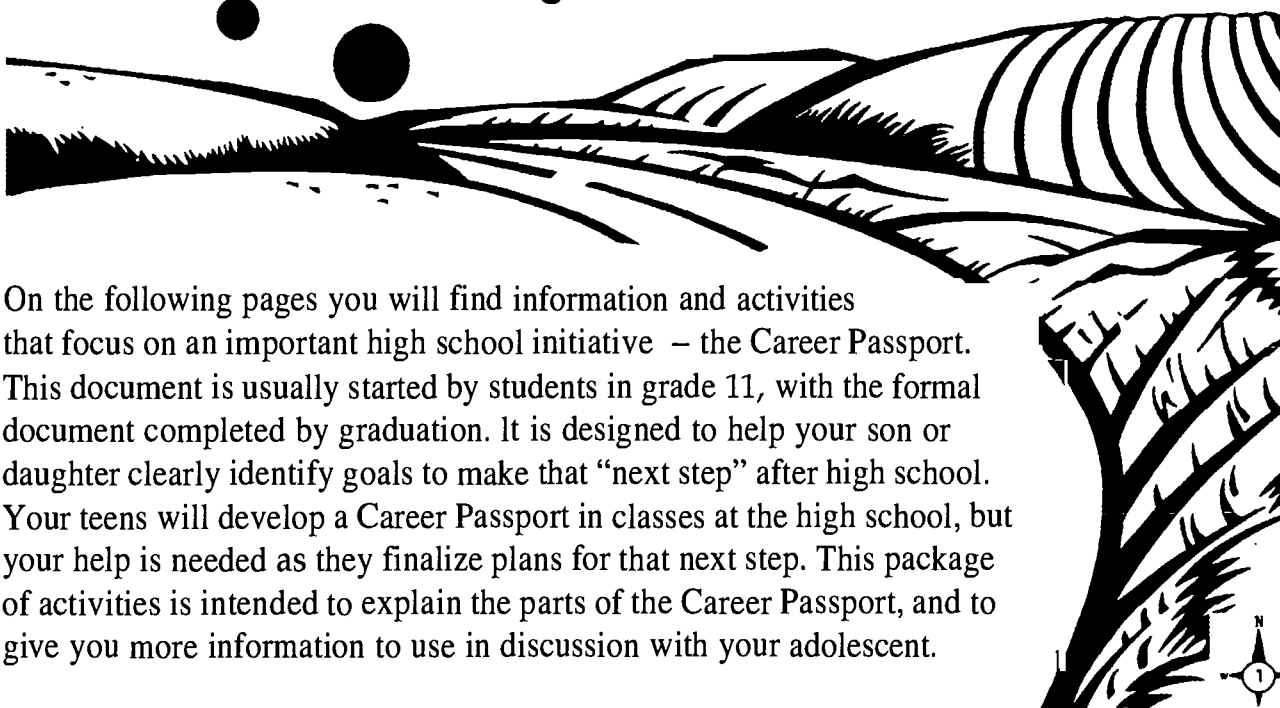 On the following pages you will find information and activities
that focus on an important high school initiative – the Career Passport.
This document is usually started by students in grade 11, with the formal
document completed by graduation. It is designed to help your son or
daughter clearly identify goals to make that “next step” after high school.
Your teens will develop a Career Passport in classes at the high school, but
your help is needed as they finalize plans for that next step. This package
of activities is intended to explain the parts of the Career Passport, and to
give you more information to use in discussion with your adolescent.
N
W 1